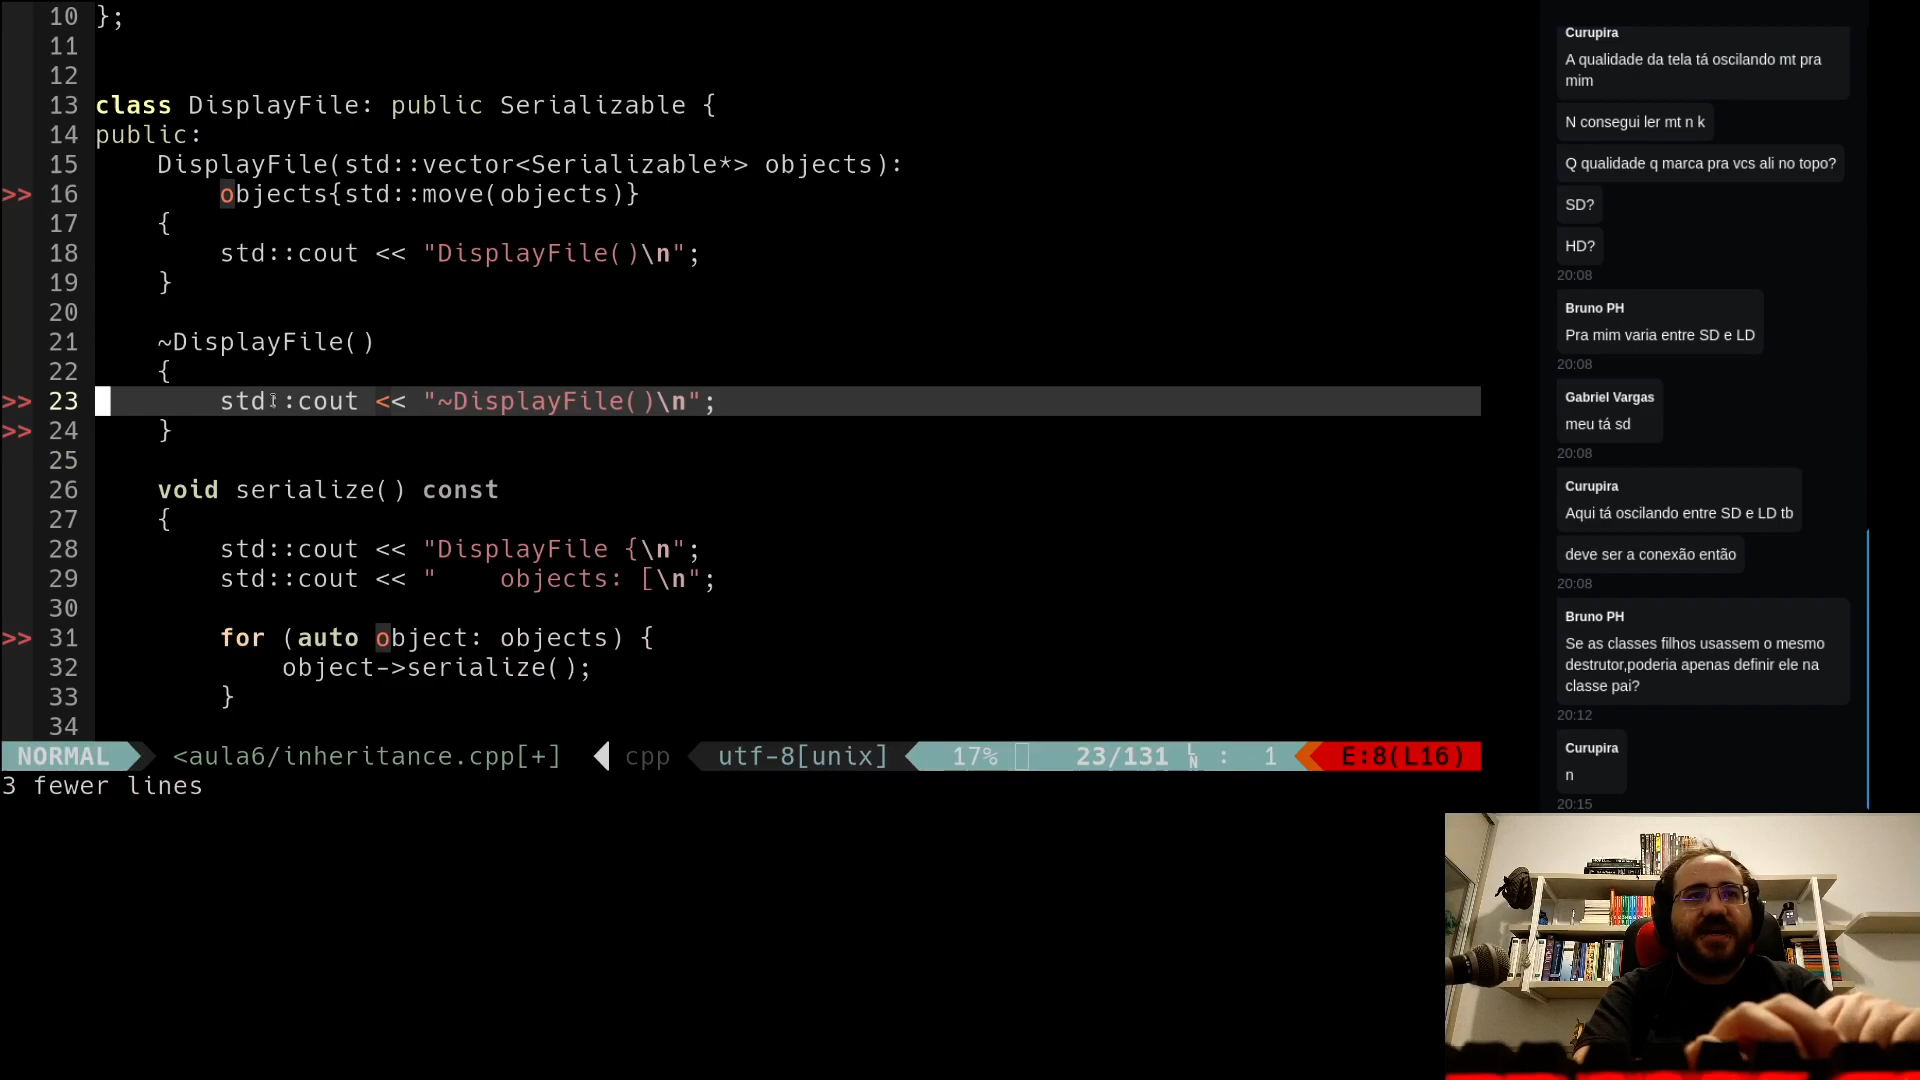 10 };
11
12
13 class DisplayFile: public Serializable {
14 public:
15     DisplayFile(std::vector<Serializable*> objects):
>> 16         objects{std::move(objects)}
17     {
18         std::cout << "DisplayFile()\n";
19     }
20
21     ~DisplayFile()
22     {
>> 23         std::cout << "~DisplayFile()\n";
>> 24     }
25
26     void serialize() const
27     {
28         std::cout << "DisplayFile {\n";
29         std::cout << "    objects: [\n";
30
>> 31         for (auto object: objects) {
32             object->serialize();
33         }
34
NORMAL <aula6/inheritance.cpp[+] cpp utf-8[unix] 17% 23/131 LN : 1 E:8(L16)
3 fewer lines
Curupira
A qualidade da tela tá oscilando mt pra
mim
N consegui ler mt n k
Q qualidade q marca pra vcs ali no topo?
SD?
HD?
20:08
Bruno PH
Pra mim varia entre SD e LD
20:08
Gabriel Vargas
meu tá sd
20:08
Curupira
Aqui tá oscilando entre SD e LD tb
deve ser a conexão então
20:08
Bruno PH
Se as classes filhos usassem o mesmo
destrutor,poderia apenas definir ele na
classe pai?
20:12
Curupira
n
20:15